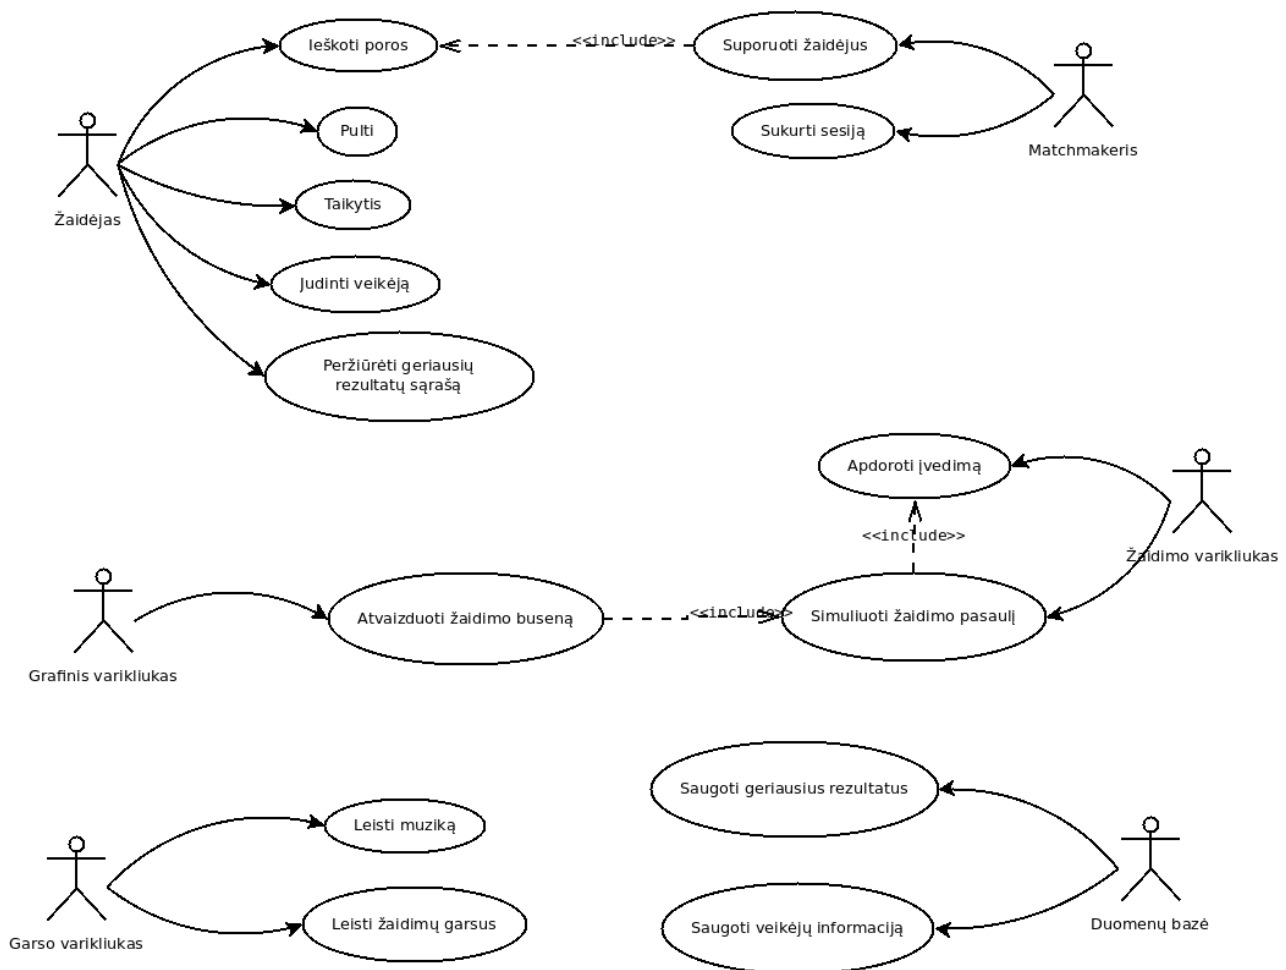 Ieškoti poros
<<include>>
Suporuoti žaidėjus
Pulti
Sukurti sesiją
Matchmakeris
Žaidėjas
Taikytis
Judinti veikėją
Peržiūrėti geriausių
rezultatų sąrašą
Apdoroti įvedimą
<<include>>
Žaidimo varikliukas
Atvaizduoti žaidimo buseną
<<include>>
Simuliuoti žaidimo pasaulį
Grafinis varikliukas
Saugoti geriausius rezultatus
Leisti muziką
Garso varikliukas
Leisti žaidimų garsus
Saugoti veikėjų informaciją
Duomenų bazė